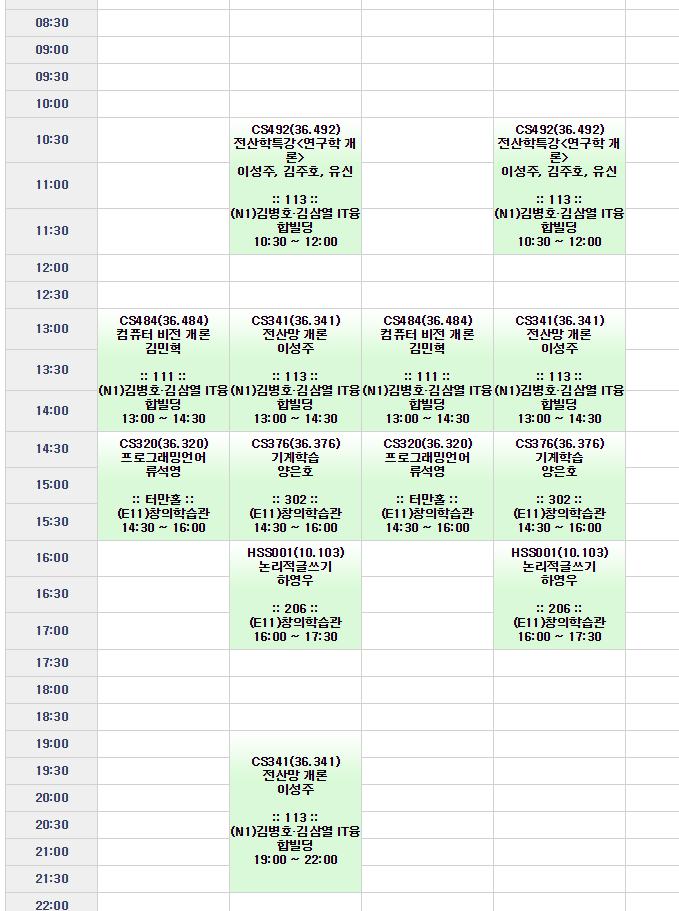 08:30
09:00
09:30
10:00
10:30
11:00
11:30
CS492(36.492)
전산학특강<연구학 개
론>
이성주, 김주호, 유신
:: 113 ::
(N1)김병호·김삼열 IT융
합빌딩
10:30 ~ 12:00
CS492(36.492)
전산학특강<연구학 개
론>
이성주, 김주호, 유신
:: 113 ::
(N1)김병호·김삼열 IT융
합빌딩
10:30 ~ 12:00
12:00
12:30
13:00
13:30
14:00
CS484(36.484)
컴퓨터 비전 개론
김민혁
:: 111 ::
(N1)김병호·김삼열 IT융
합빌딩
13:00 ~ 14:30
CS341(36.341)
전산망 개론
이성주
:: 113 ::
(N1)김병호·김삼열 IT융
합빌딩
13:00 ~ 14:30
CS484(36.484)
컴퓨터 비전 개론
김민혁
:: 111 ::
(N1)김병호·김삼열 IT융
합빌딩
13:00 ~ 14:30
CS341(36.341)
전산망 개론
이성주
:: 113 ::
(N1)김병호·김삼열 IT융
합빌딩
13:00 ~ 14:30
14:30
15:00
15:30
CS320(36.320)
프로그래밍언어
류석영
:: 터만홀 ::
(E11)창의학습관
14:30 ~ 16:00
CS376(36.376)
기계학습
양은호
:: 302 ::
(E11)창의학습관
14:30 ~ 16:00
CS320(36.320)
프로그래밍언어
류석영
:: 터만홀 ::
(E11)창의학습관
14:30 ~ 16:00
CS376(36.376)
기계학습
양은호
:: 302 ::
(E11)창의학습관
14:30 ~ 16:00
16:00
16:30
17:00
HSS001(10.103)
논리적글쓰기
하영우
:: 206 ::
(E11)창의학습관
16:00 ~ 17:30
HSS001(10.103)
논리적글쓰기
하영우
:: 206 ::
(E11)창의학습관
16:00 ~ 17:30
17:30
18:00
18:30
19:00
19:30
20:00
20:30
21:00
21:30
CS341(36.341)
전산망 개론
이성주
:: 113 ::
(N1)김병호·김삼열 IT융
합빌딩
19:00 ~ 22:00
22:00